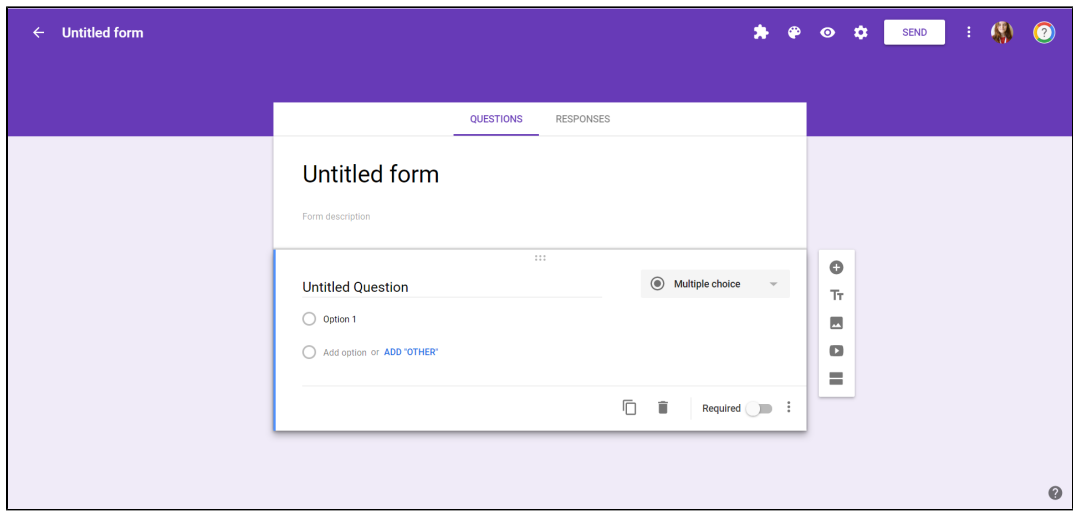 Untitled form
SEND
QUESTIONS RESPONSES
Untitled form
Form description
Untitled Question
Multiple choice
Option 1
Add option or ADD "OTHER"
Required